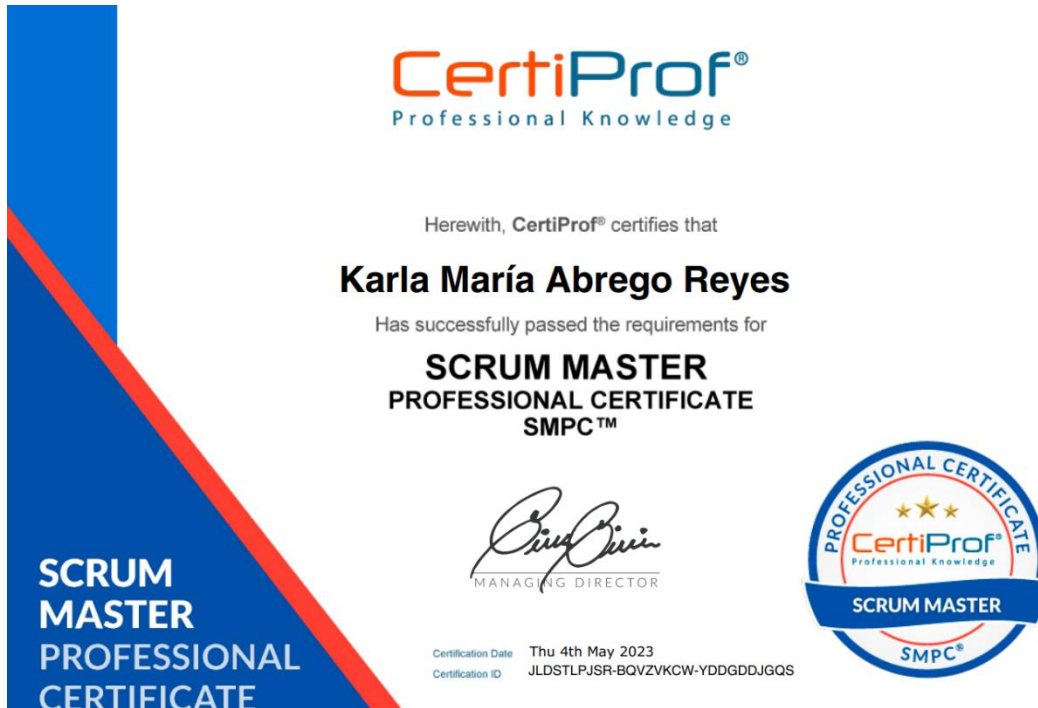 CertiProf®
Professional Knowledge
Herewith, CertiProf® certifies that
Karla María Abrego Reyes
Has successfully passed the requirements for
SCRUM MASTER
PROFESSIONAL CERTIFICATE
SMPC™
MANAGING DIRECTOR
Certification Date Thu 4th May 2023
Certification ID JLDSTLPJSR-BQVZVKCW-YDDGDDJGQS
SCRUM
MASTER
PROFESSIONAL
CERTIFICATE
PROFESSIONAL CERTIFICATE
CertiProf®
Professional Knowledge
SCRUM MASTER
SMPC®